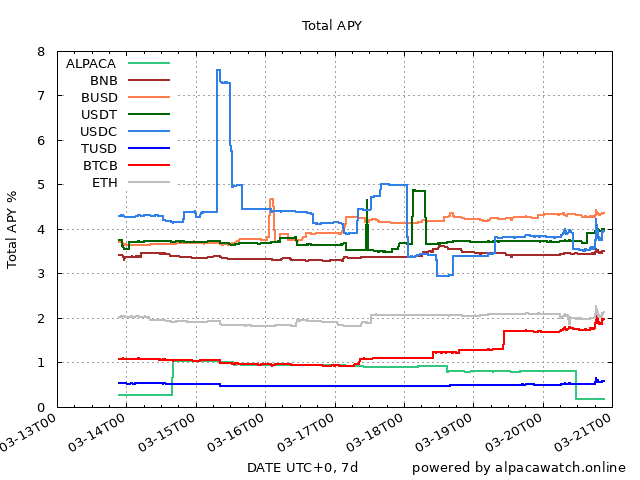 Total APY
Total APY %
8
7
6
5
4
3
2
1
0
ALPACA
BNB
BUSD
USDT
USDC
TUSD
BTCB
ETH
03-13T00
03-14T00
03-15T00
03-16T00
03-17T00
03-18T00
03-19T00
03-20T00
03-21T00
DATE UTC+0, 7d
powered by alpacawatch.online